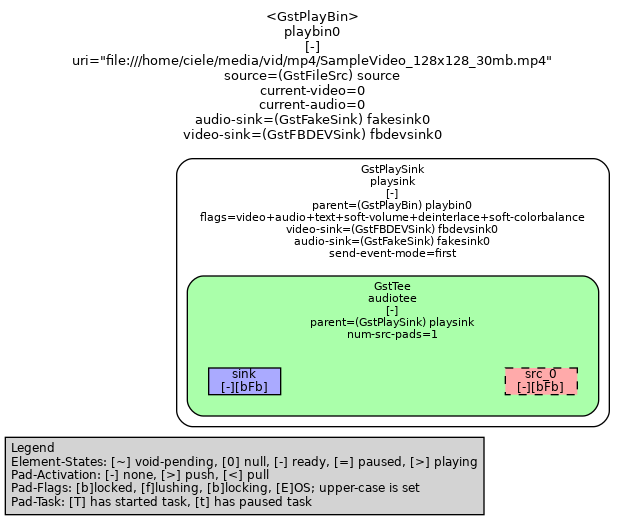 <GstPlayBin>
playbin0
[-]
uri="file:///home/ciele/media/vid/mp4/SampleVideo_128x128_30mb.mp4"
source=(GstFileSrc) source
current-video=0
current-audio=0
audio-sink=(GstFakeSink) fakesink0
video-sink=(GstFBDEVSink) fbdevsink0
GstPlaySink
playsink
[-]
parent=(GstPlayBin) playbin0
flags=video+audio+text+soft-volume+deinterlace+soft-colorbalance
video-sink=(GstFBDEVSink) fbdevsink0
audio-sink=(GstFakeSink) fakesink0
send-event-mode=first
GstTee
audiotee
[-]
parent=(GstPlaySink) playsink
num-src-pads=1
sink
[-][bFb]
src_0
[-][bFb]
Legend
Element-States: [~] void-pending, [0] null, [-] ready, [=] paused, [>] playing
Pad-Activation: [-] none, [>] push, [<] pull
Pad-Flags: [b]locked, [f]lushing, [b]locking, [E]OS; upper-case is set
Pad-Task: [T] has started task, [t] has paused task